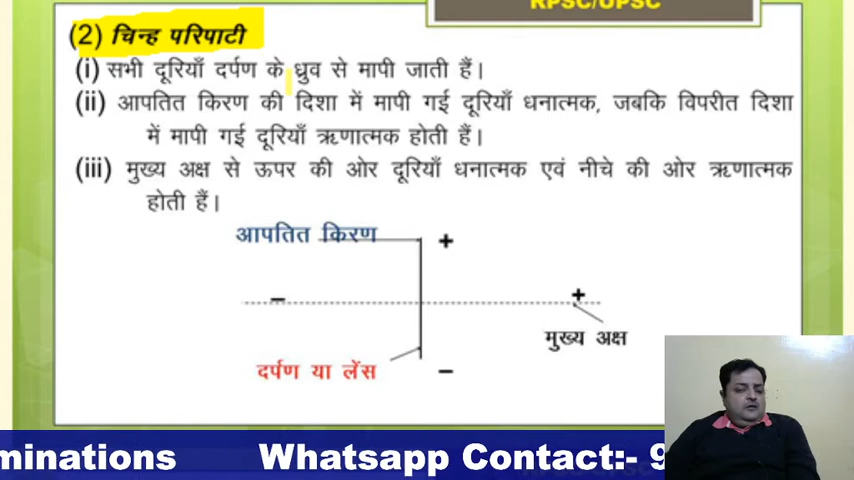 RPSC/UPSC
(2) चिन्ह परिपाटी
(i) सभी दूरियाँ दर्पण के ध्रुव से मापी जाती हैं।
(ii) आपतित किरण की दिशा में मापी गई दूरियाँ धनात्मक, जबकि विपरीत दिशा
में मापी गई दूरियाँ ऋणात्मक होती हैं।
(iii) मुख्य अक्ष से ऊपर की ओर दूरियाँ धनात्मक एवं नीचे की ओर ऋणात्मक
होती हैं।
आपतित किरण +
− +
मुख्य अक्ष
दर्पण या लेंस −
minations Whatsapp Contact:- 9